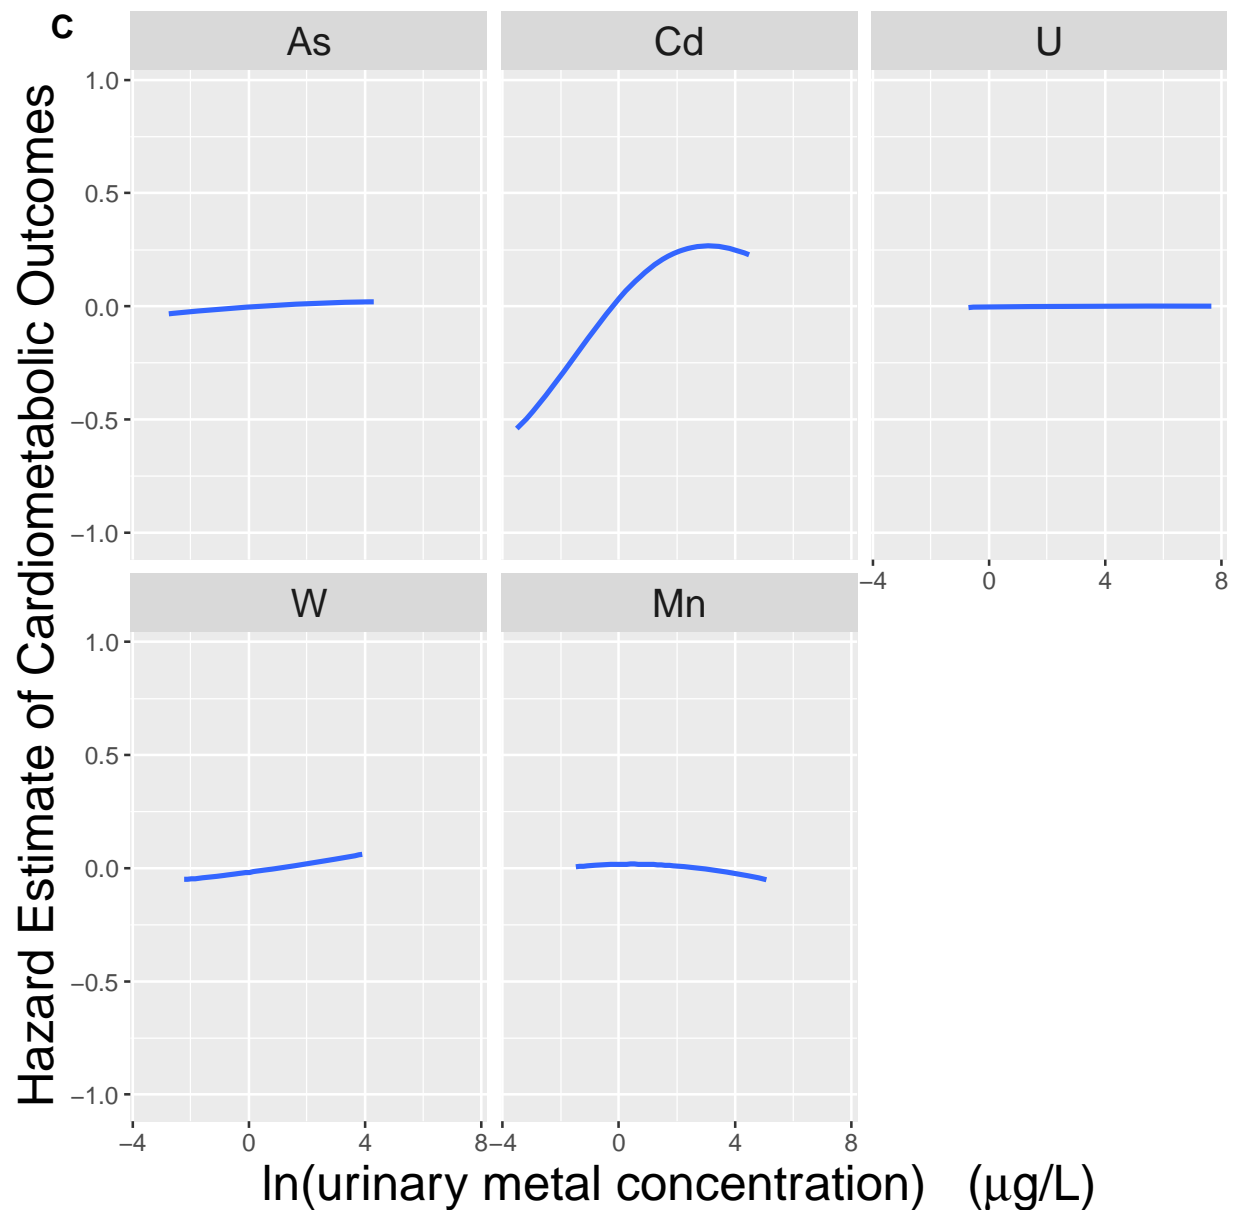 C
As
Cd
U
Hazard Estimate of Cardiometabolic Outcomes
1.0
0.5
0.0
−0.5
−1.0
−4 0 4 8
W
Mn
1.0
0.5
0.0
−0.5
−1.0
−4 0 4 8
−4 0 4 8
ln(urinary metal concentration) (μg/L)